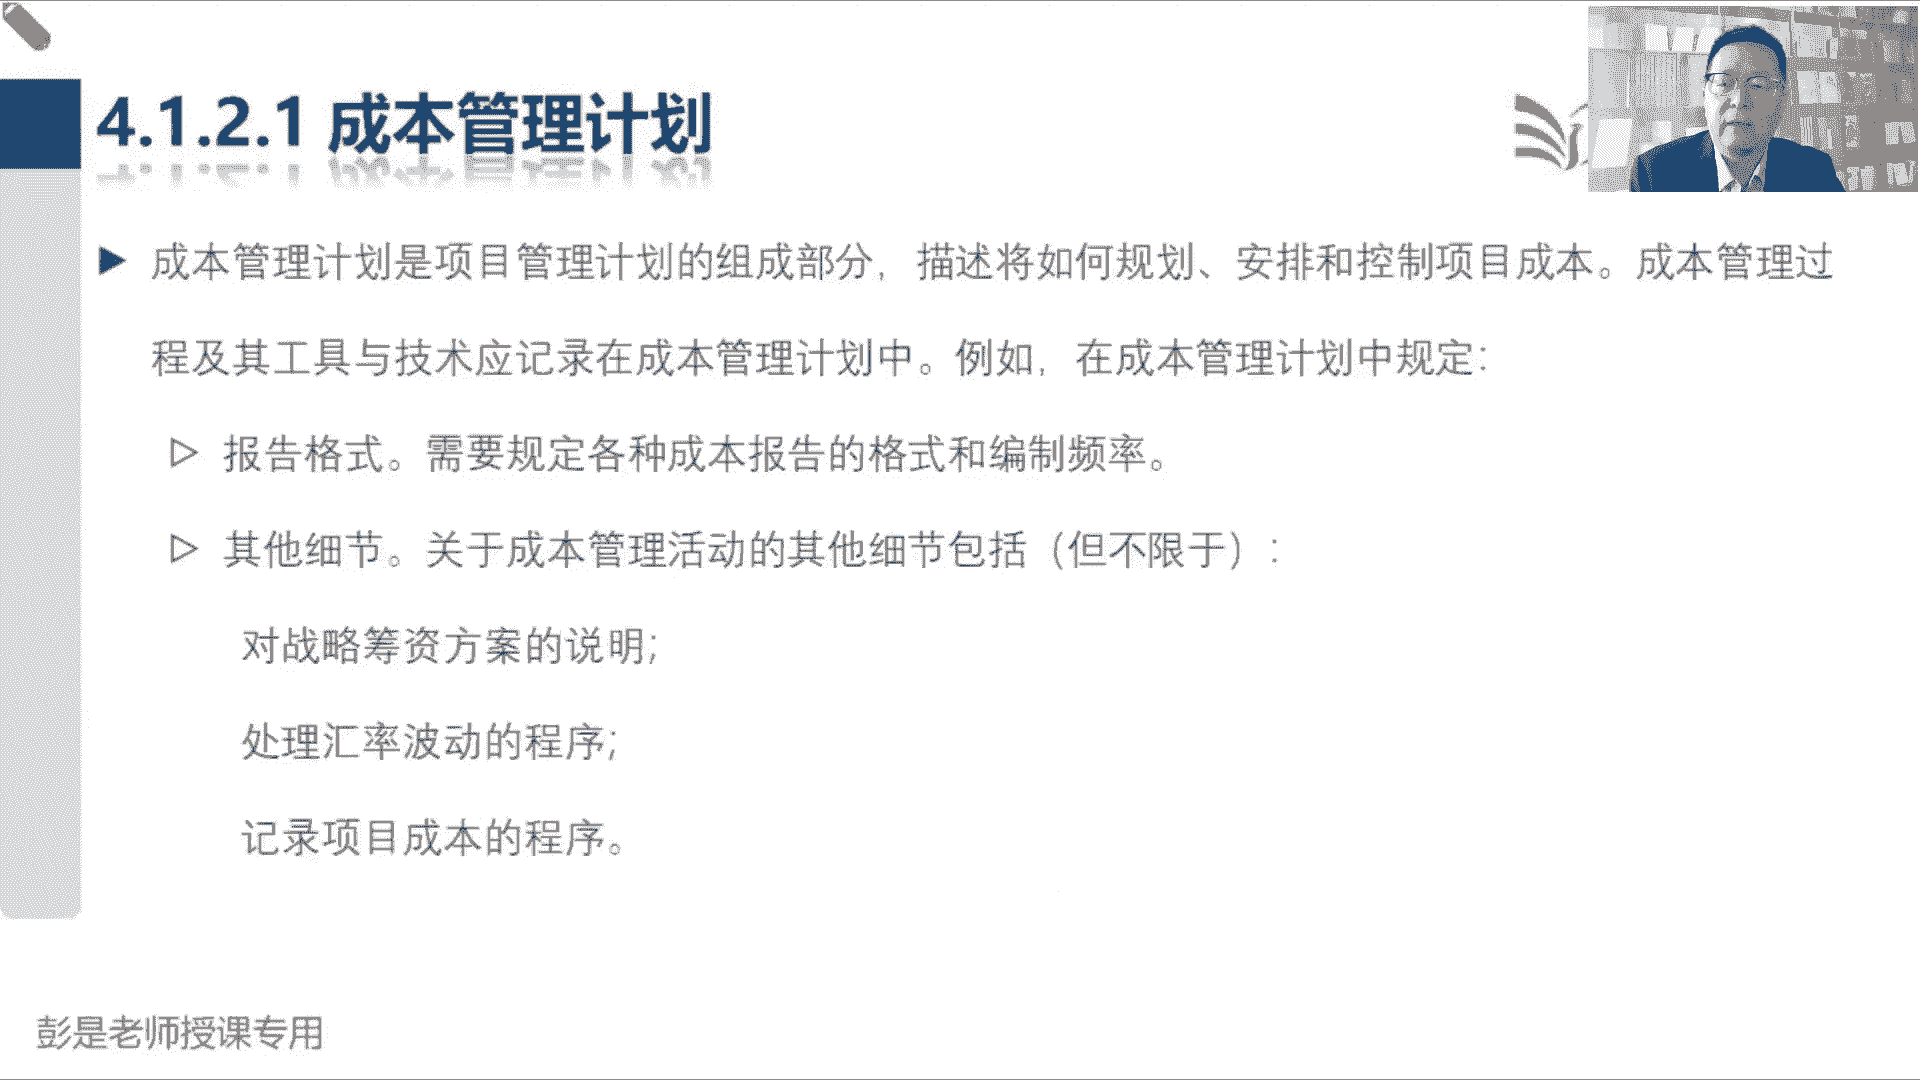 4.1.2.1 成本管理计划
成本管理计划是项目管理计划的组成部分，描述将如何规划、安排和控制项目成本。成本管理过
程及其工具与技术应记录在成本管理计划中。例如，在成本管理计划中规定：
报告格式。需要规定各种成本报告的格式和编制频率。
其他细节。关于成本管理活动的其他细节包括（但不限于）：
对战略筹资方案的说明；
处理汇率波动的程序；
记录项目成本的程序。
彭是老师授课专用